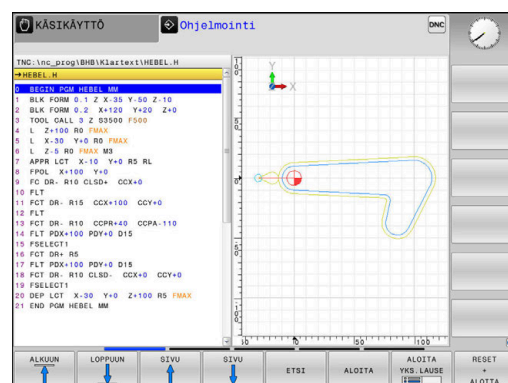 KÄSIKÄYTTÖ
Ohjelmointi
DNC
TNC:\nc_prog\BHB\Klartext\HEBEL.H
→HEBEL.H
0 BEGIN PGM HEBEL MM
1 BLK FORM 0.1 Z X-35 Y-50 Z-10
2 BLK FORM 0.2 X+120 Y+20 Z+0
3 TOOL CALL 3 Z S3500 F500
4 L Z+100 R0 FMAX
5 L X-30 Y+0 R0 FMAX
6 L Z-5 R0 FMAX M3
7 APPR LCT X-10 Y+0 R5 RL
8 FPOL X+100 Y+0
9 FC DR- R10 CLSD+ CCX+0
10 FLT
11 FCT DR- R15 CCX+100 CCY+0
12 FLT
13 FCT DR- R10 CCPR+40 CCPA-110
14 FLT PDX+100 PDY+0 D15
15 FSELECT1
16 FCT DR+ R5
17 FLT PDX+100 PDY+0 D15
18 FCT DR- R10 CLSD- CCX+0 CCY+0
19 FSELECT1
20 DEP LCT X-30 Y+0 Z+100 R5 FMAX
21 END PGM HEBEL MM
Y
X
0
50
100
ALKUUN
LOPPUUN
SIVU
SIVU
ETSI
ALOITA
ALOITA
YKS.LAUSE
RESET
+
ALOITA